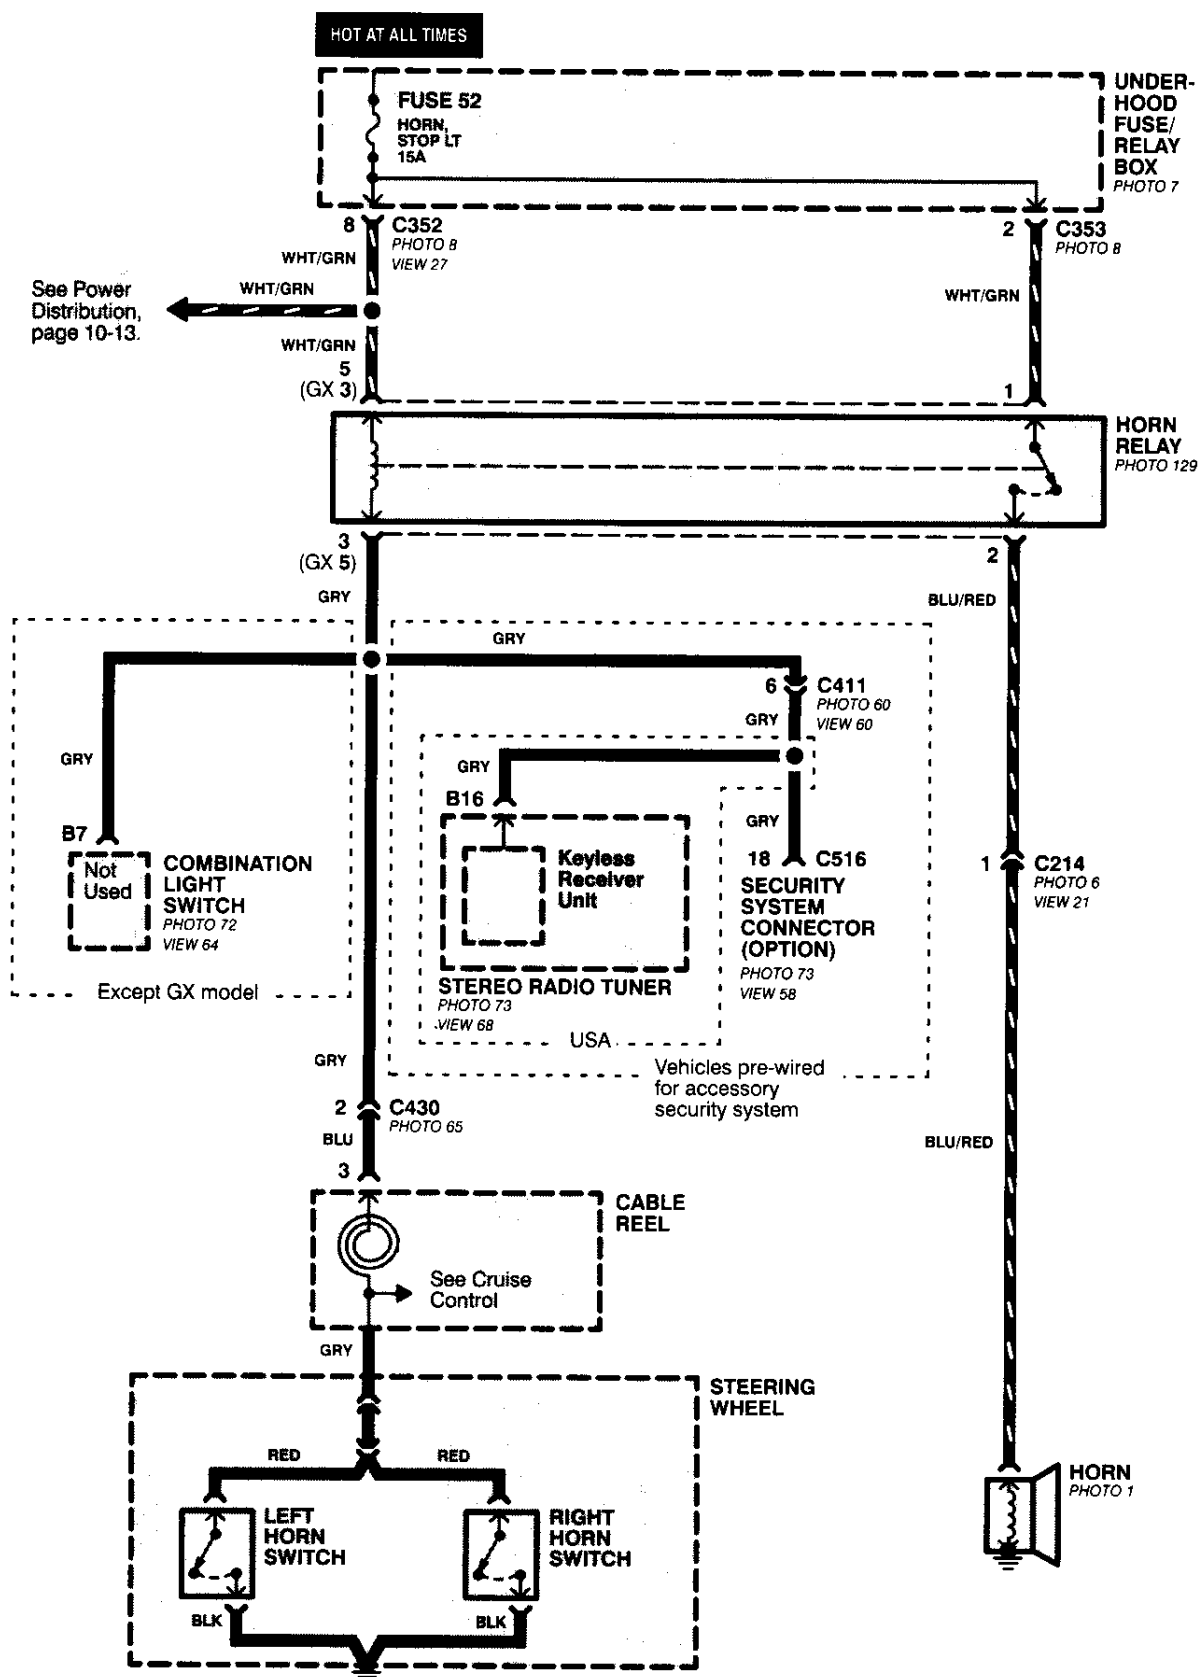 HOT AT ALL TIMES
FUSE 52
HORN,
STOP LT
15A
UNDER-
HOOD
FUSE/
RELAY
BOX
PHOTO 7
8
C352
PHOTO 8
VIEW 27
2
C353
PHOTO 8
WHT/GRN
See Power
Distribution,
page 10-13.
WHT/GRN
WHT/GRN
WHT/GRN
5
(GX 3)
1
HORN
RELAY
PHOTO 129
3
(GX 5)
2
GRY
BLU/RED
GRY
6
C411
PHOTO 60
VIEW 60
GRY
GRY
GRY
B16
B7
Not
Used
COMBINATION
LIGHT
SWITCH
PHOTO 72
VIEW 64
Except GX model
Keyless
Receiver
Unit
STEREO RADIO TUNER
PHOTO 73
VIEW 68
USA
GRY
18
C516
SECURITY
SYSTEM
CONNECTOR
(OPTION)
PHOTO 73
VIEW 58
1
C214
PHOTO 6
VIEW 21
Vehicles pre-wired
for accessory
security system
GRY
2
C430
PHOTO 65
BLU
3
BLU/RED
CABLE
REEL
See Cruise
Control
GRY
STEERING
WHEEL
RED
RED
LEFT
HORN
SWITCH
RIGHT
HORN
SWITCH
BLK
BLK
HORN
PHOTO 1